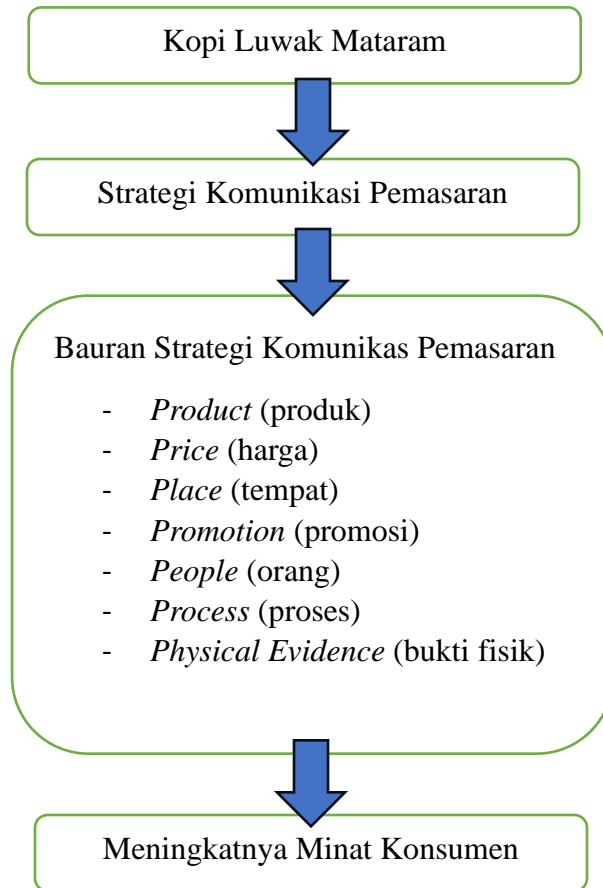 Kopi Luwak Mataram
Strategi Komunikasi Pemasaran
Bauran Strategi Komunikas Pemasaran
- Product (produk)
- Price (harga)
- Place (tempat)
- Promotion (promosi)
- People (orang)
- Process (proses)
- Physical Evidence (bukti fisik)
Meningkatnya Minat Konsumen